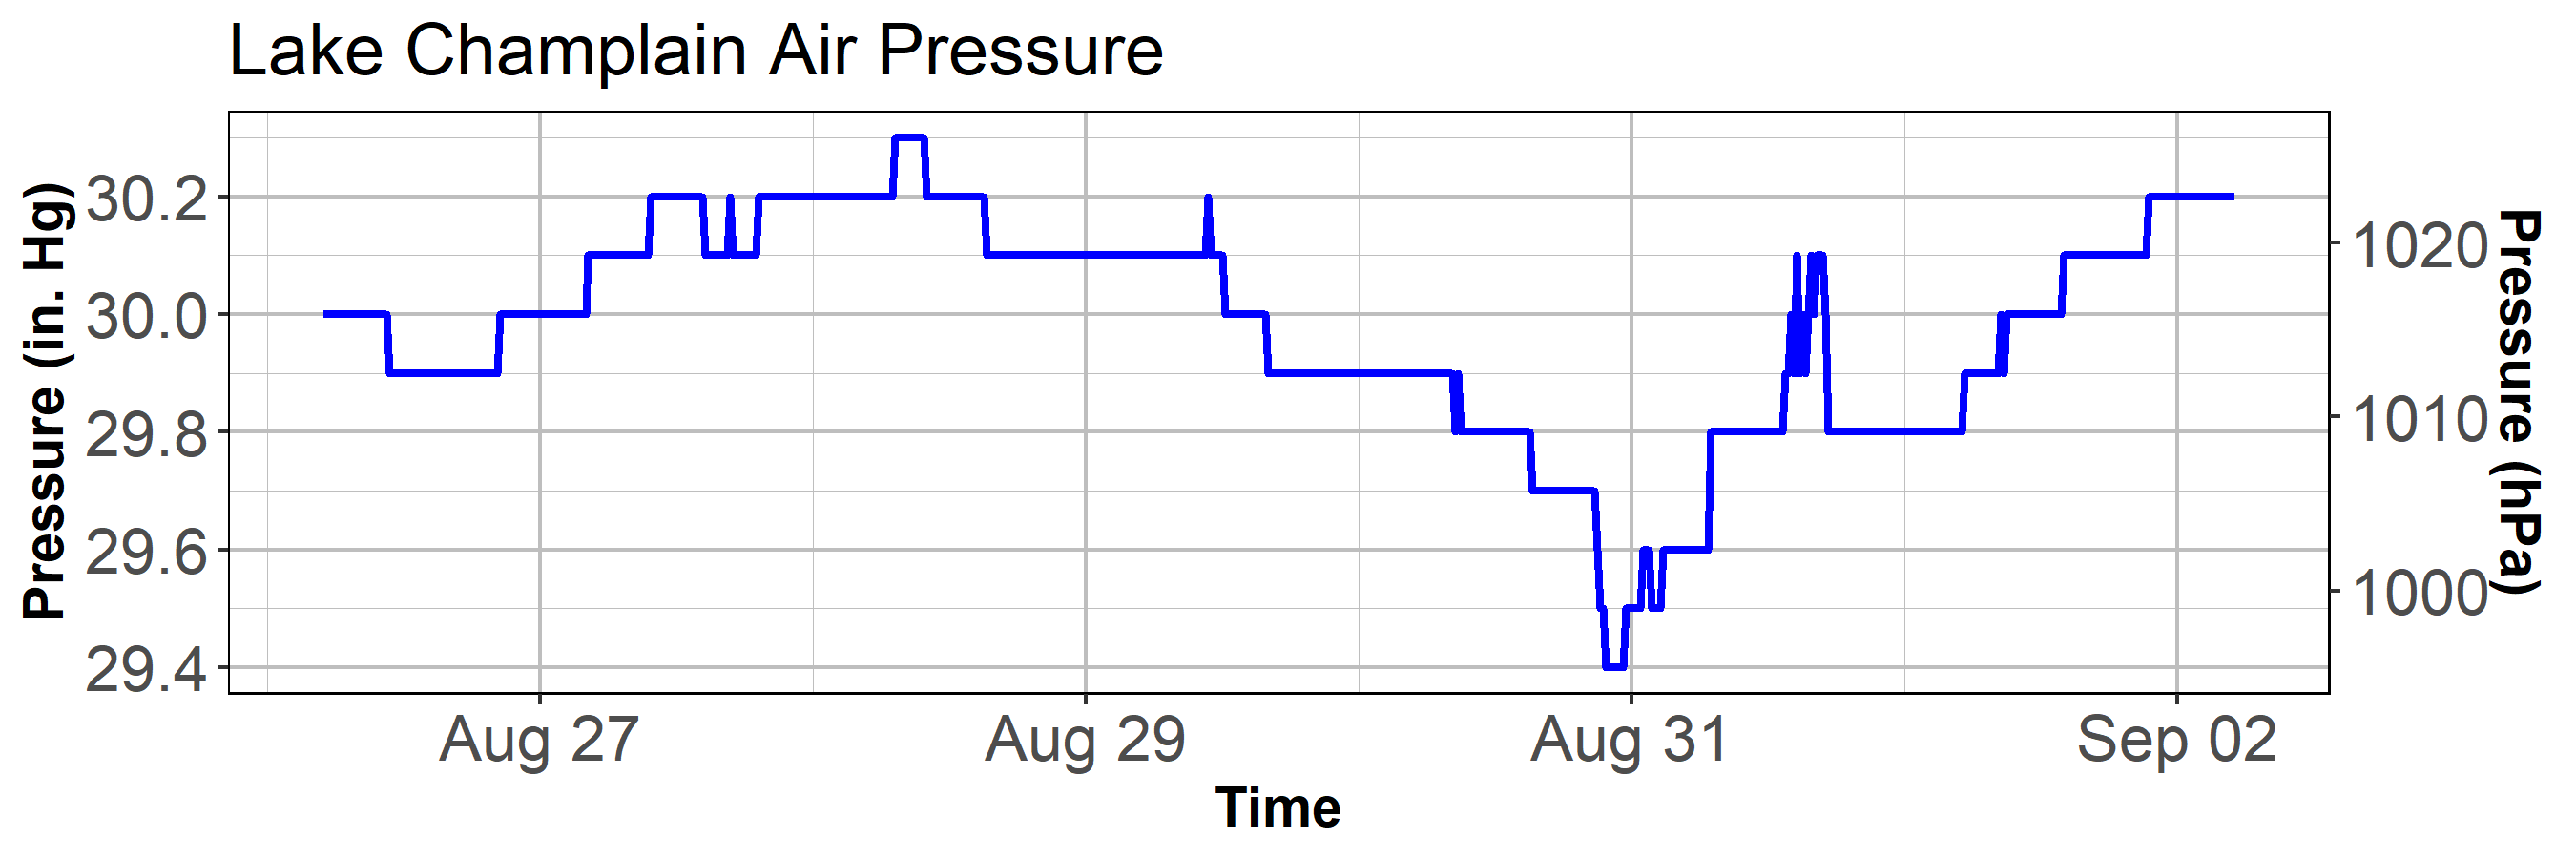 Lake Champlain Air Pressure
Pressure (in. Hg)
30.2
30.0
29.8
29.6
29.4
1020
1010
1000
Pressure (hPa)
Aug 27 Aug 29 Aug 31 Sep 02
Time